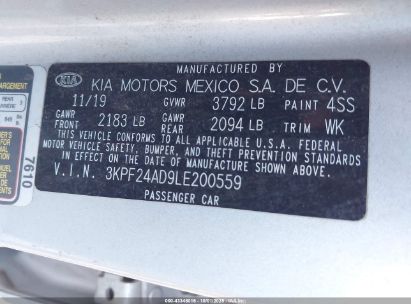 MANUFACTURED BY
KIA KIA MOTORS MEXICO S.A. DE C.V.
11/19 GVWR 3792 LB PAINT 4SS
GAWR FRONT 2183 LB GAWR REAR 2094 LB TRIM WK
THIS VEHICLE CONFORMS TO ALL APPLICABLE U.S.A. FEDERAL
MOTOR VEHICLE SAFETY, BUMPER, AND THEFT PREVENTION STANDARDS
IN EFFECT ON THE DATE OF MANUFACTURE SHOWN ABOVE.
V.I.N. 3KPF24AD9LE200559
PASSENGER CAR
7610